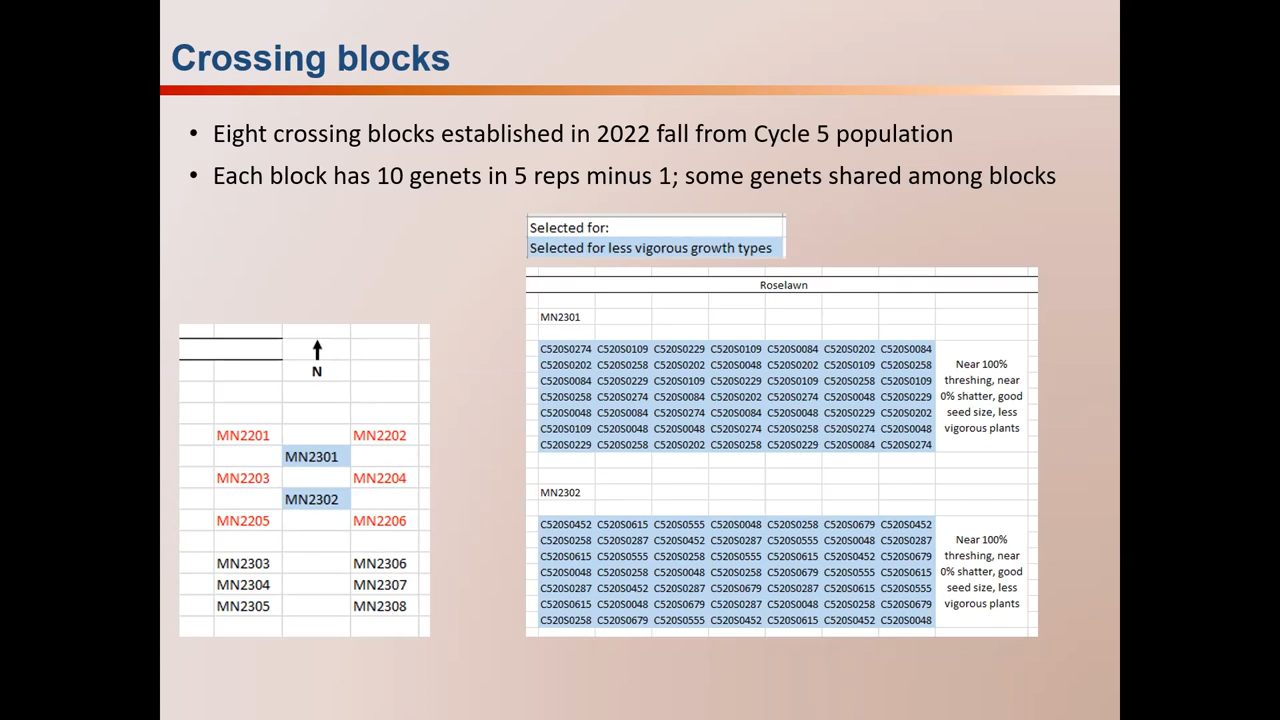 Crossing blocks
• Eight crossing blocks established in 2022 fall from Cycle 5 population
• Each block has 10 genets in 5 reps minus 1; some genets shared among blocks
Selected for:
Selected for less vigorous growth types
N
MN2201 MN2202
MN2301
MN2203 MN2204
MN2302
MN2205 MN2206
MN2303 MN2306
MN2304 MN2307
MN2305 MN2308
Roselawn
MN2301
C520S0274 C520S0109 C520S0229 C520S0109 C520S0084 C520S0202 C520S0084
C520S0202 C520S0258 C520S0202 C520S0048 C520S0202 C520S0109 C520S0258
C520S0084 C520S0229 C520S0109 C520S0229 C520S0109 C520S0258 C520S0109
C520S0258 C520S0274 C520S0084 C520S0202 C520S0274 C520S0048 C520S0229
C520S0048 C520S0084 C520S0274 C520S0084 C520S0048 C520S0229 C520S0202
C520S0109 C520S0048 C520S0048 C520S0274 C520S0258 C520S0274 C520S0048
C520S0229 C520S0258 C520S0202 C520S0258 C520S0229 C520S0084 C520S0274
Near 100%
threshing, near
0% shatter, good
seed size, less
vigorous plants
MN2302
C520S0452 C520S0615 C520S0555 C520S0048 C520S0258 C520S0679 C520S0452
C520S0258 C520S0287 C520S0452 C520S0287 C520S0555 C520S0048 C520S0287
C520S0615 C520S0555 C520S0258 C520S0555 C520S0615 C520S0452 C520S0679
C520S0048 C520S0258 C520S0048 C520S0258 C520S0679 C520S0555 C520S0615
C520S0287 C520S0452 C520S0287 C520S0679 C520S0287 C520S0615 C520S0555
C520S0615 C520S0048 C520S0679 C520S0287 C520S0048 C520S0258 C520S0679
C520S0258 C520S0679 C520S0555 C520S0452 C520S0615 C520S0452 C520S0048
Near 100%
threshing, near
0% shatter, good
seed size, less
vigorous plants